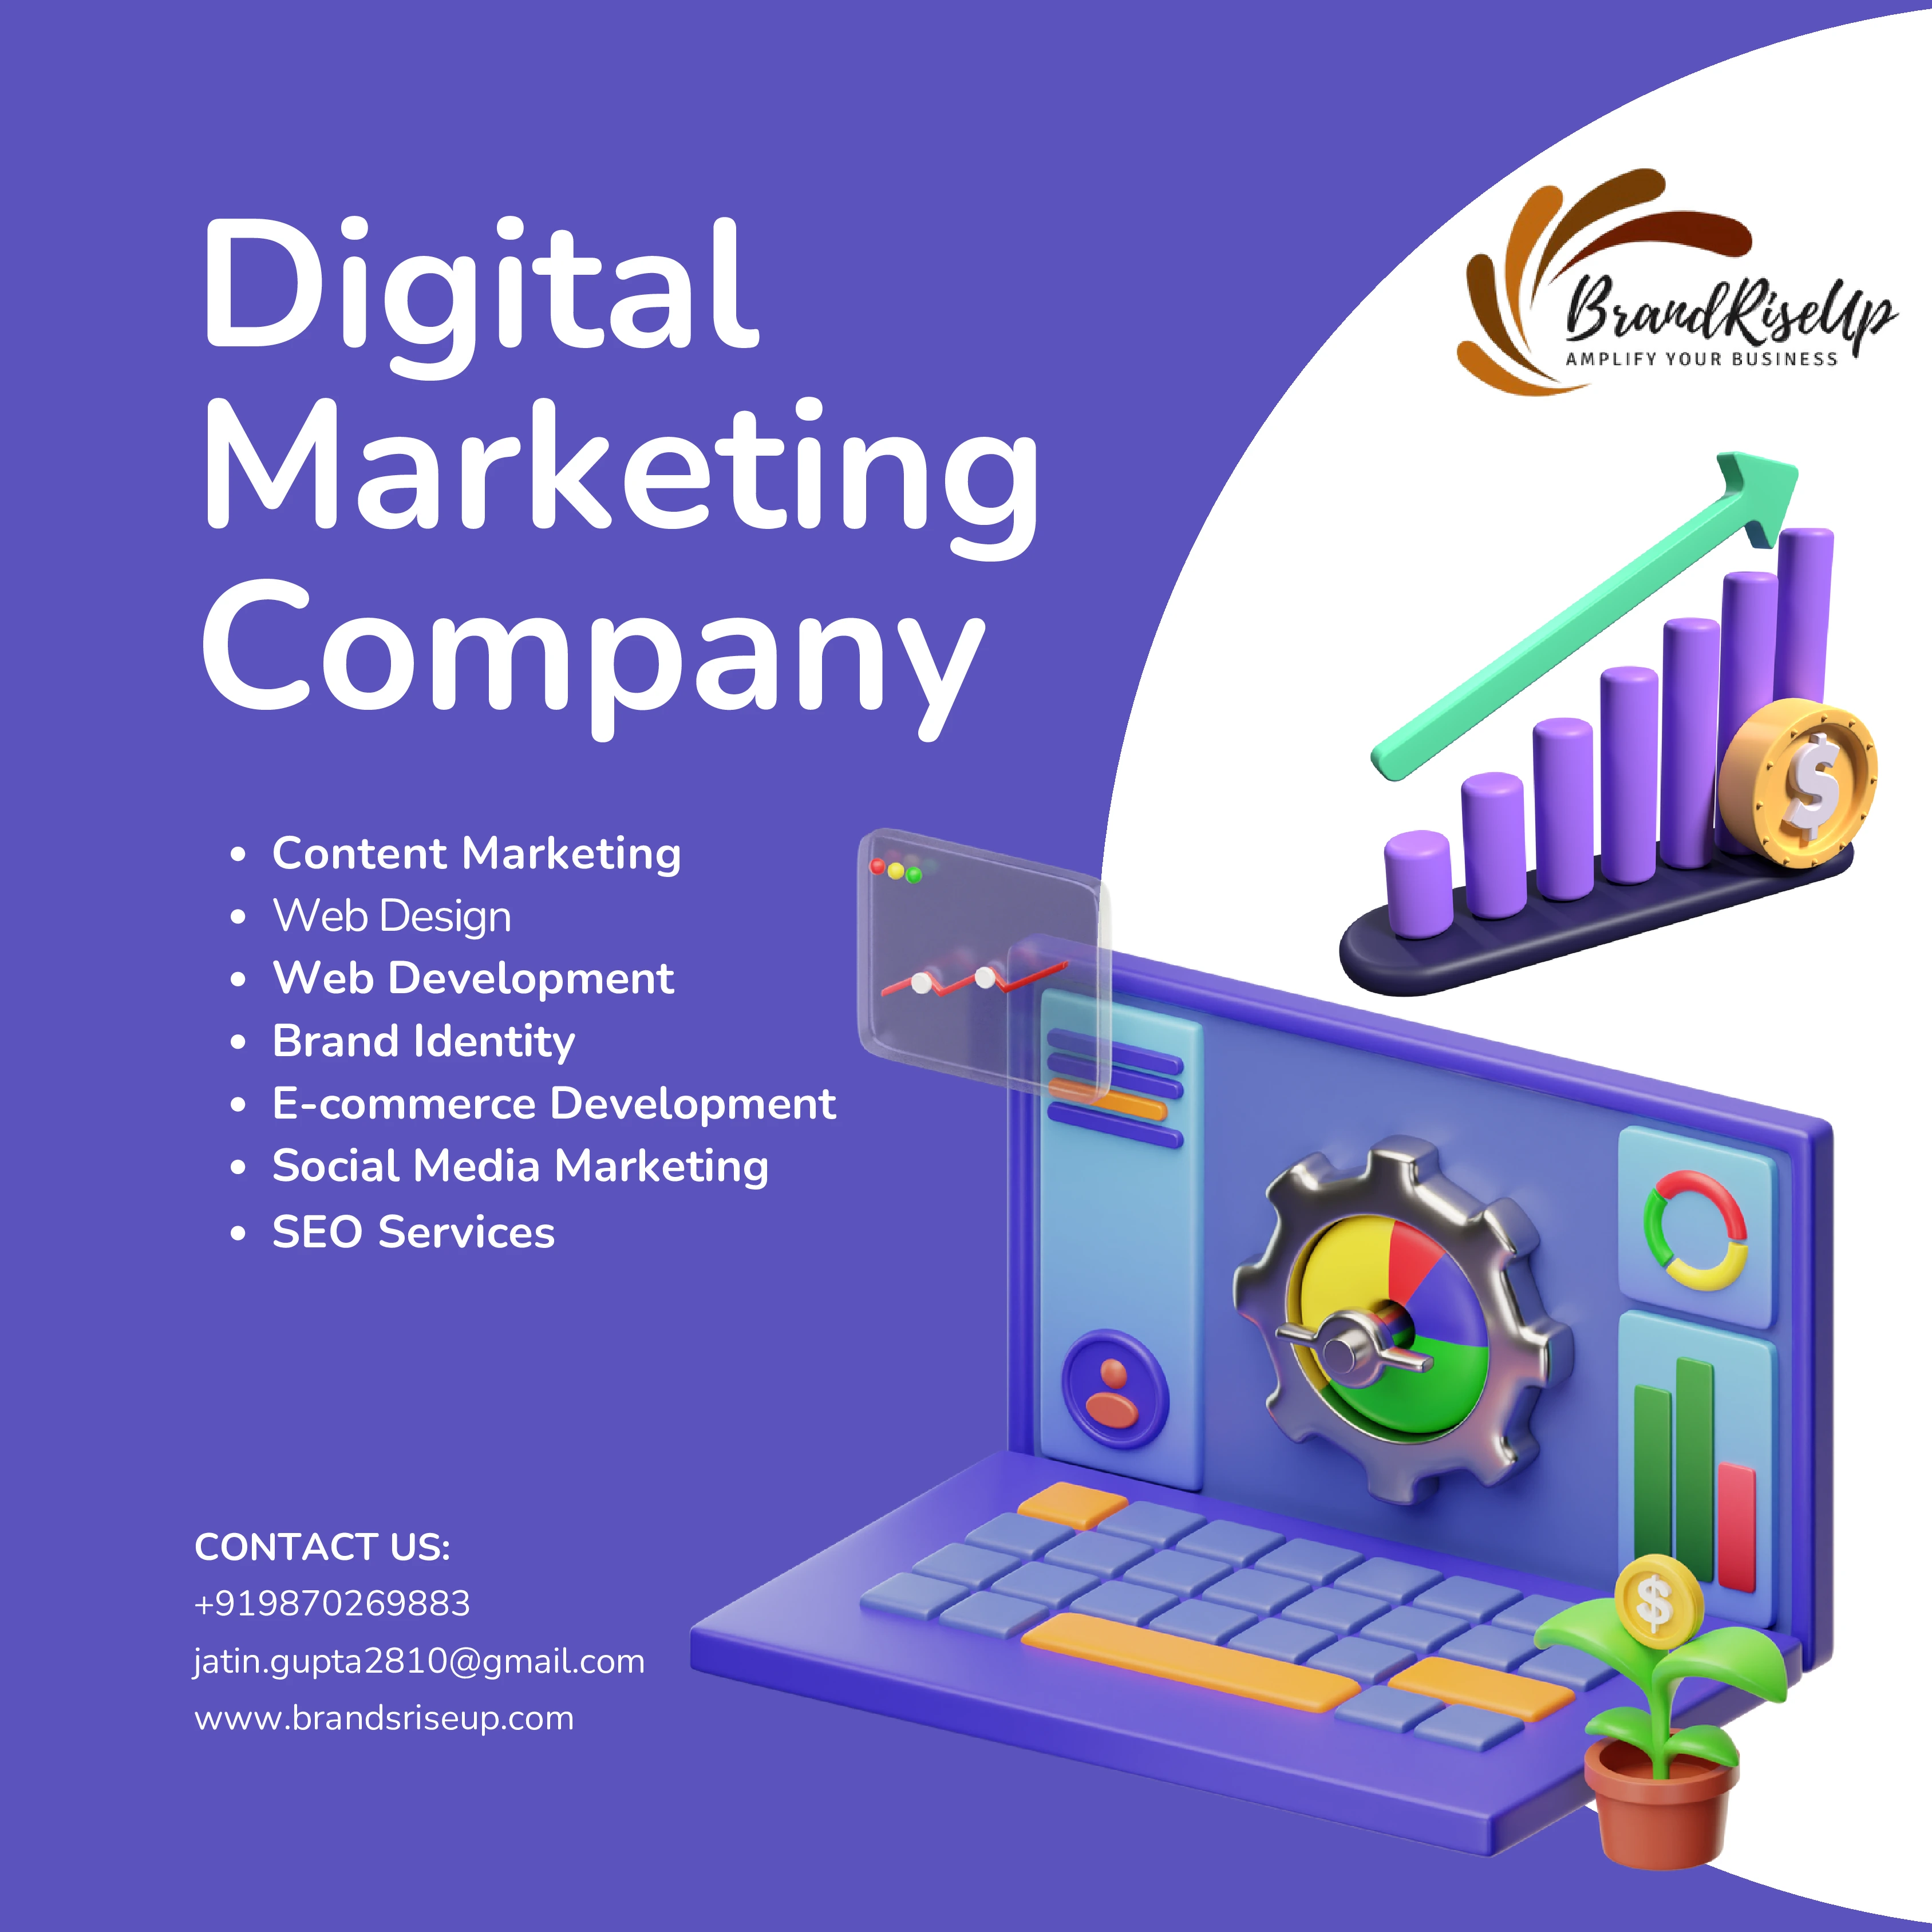 Digital
Marketing
Company
BrandRiseUp
AMPLIFY YOUR BUSINESS
• Content Marketing
• Web Design
• Web Development
• Brand Identity
• E-commerce Development
• Social Media Marketing
• SEO Services
$
$
CONTACT US:
+919870269883
jatin.gupta2810@gmail.com
www.brandsriseup.com